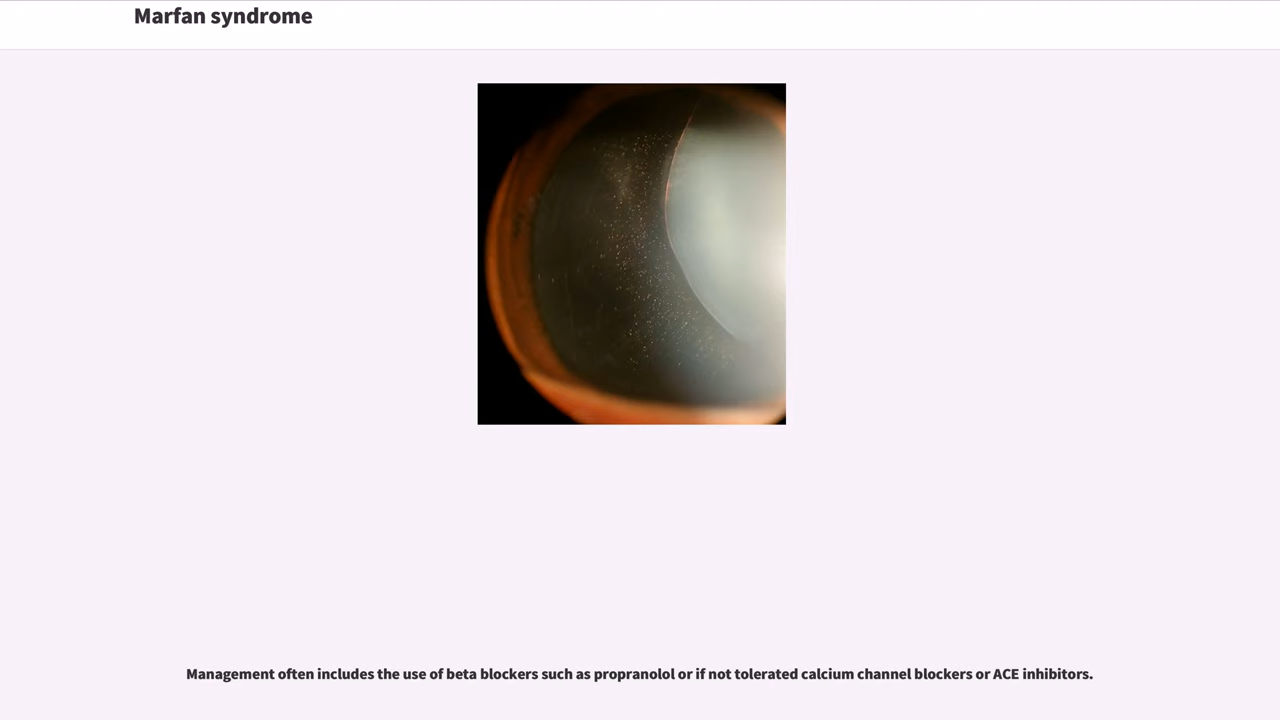 Marfan syndrome
Management often includes the use of beta blockers such as propranolol or if not tolerated calcium channel blockers or ACE inhibitors.